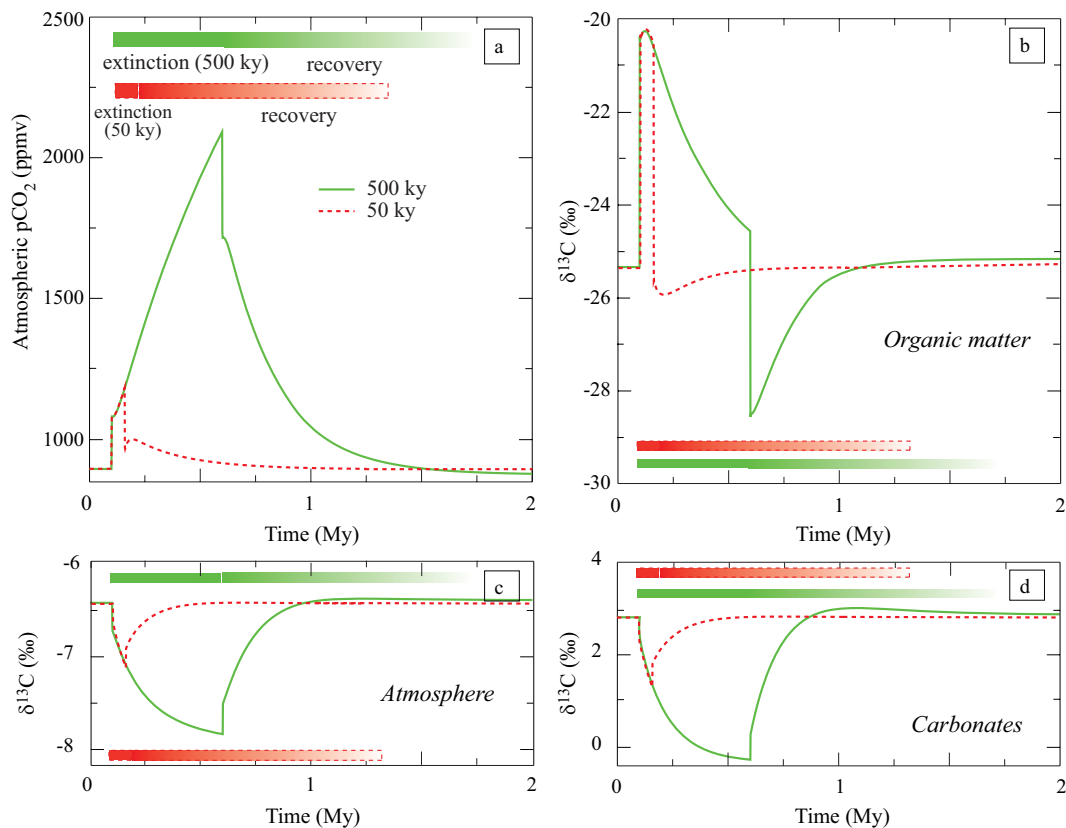 2500
2000
1500
1000
Atmospheric pCO₂ (ppmv)
a
extinction (500 ky) recovery
extinction
(50 ky)
recovery
500 ky
50 ky
0 1 2
Time (My)
-20
-22
-24
-26
-28
-30
δ¹³C (‰)
b
Organic matter
0 1 2
Time (My)
-6
-7
-8
δ¹³C (‰)
c
Atmosphere
0 1 2
Time (My)
4
2
0
δ¹³C (‰)
d
Carbonates
0 1 2
Time (My)